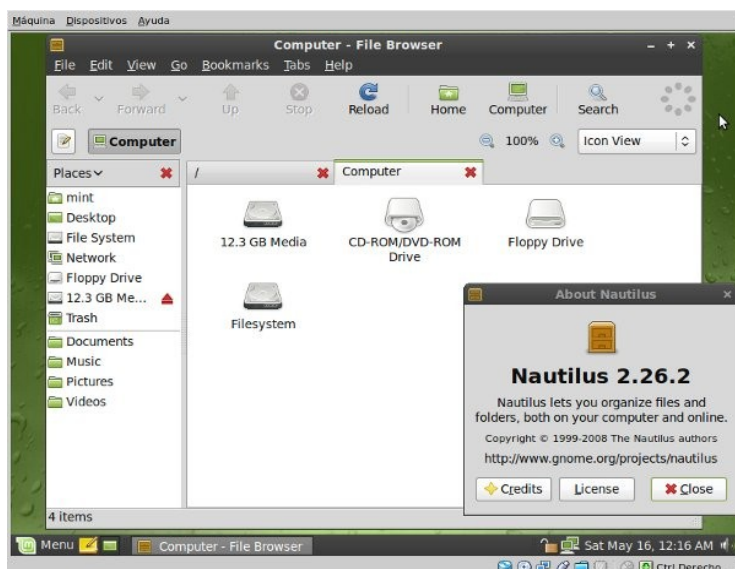 Máquina Dispositivos Ayuda
Computer - File Browser
File Edit View Go Bookmarks Tabs Help
Back Forward Up Stop Reload Home Computer Search
Computer 100% Icon View
Places / Computer
mint
Desktop
File System
Network
Floppy Drive
12.3 GB Me...
Trash
Documents
Music
Pictures
Videos
12.3 GB Media CD-ROM/DVD-ROM Drive Floppy Drive
Filesystem
About Nautilus
Nautilus 2.26.2
Nautilus lets you organize files and
folders, both on your computer and online.
Copyright © 1999-2008 The Nautilus authors
http://www.gnome.org/projects/nautilus
Credits License Close
4 items
Menu Computer - File Browser Sat May 16, 12:16 AM
Ctrl Derecho